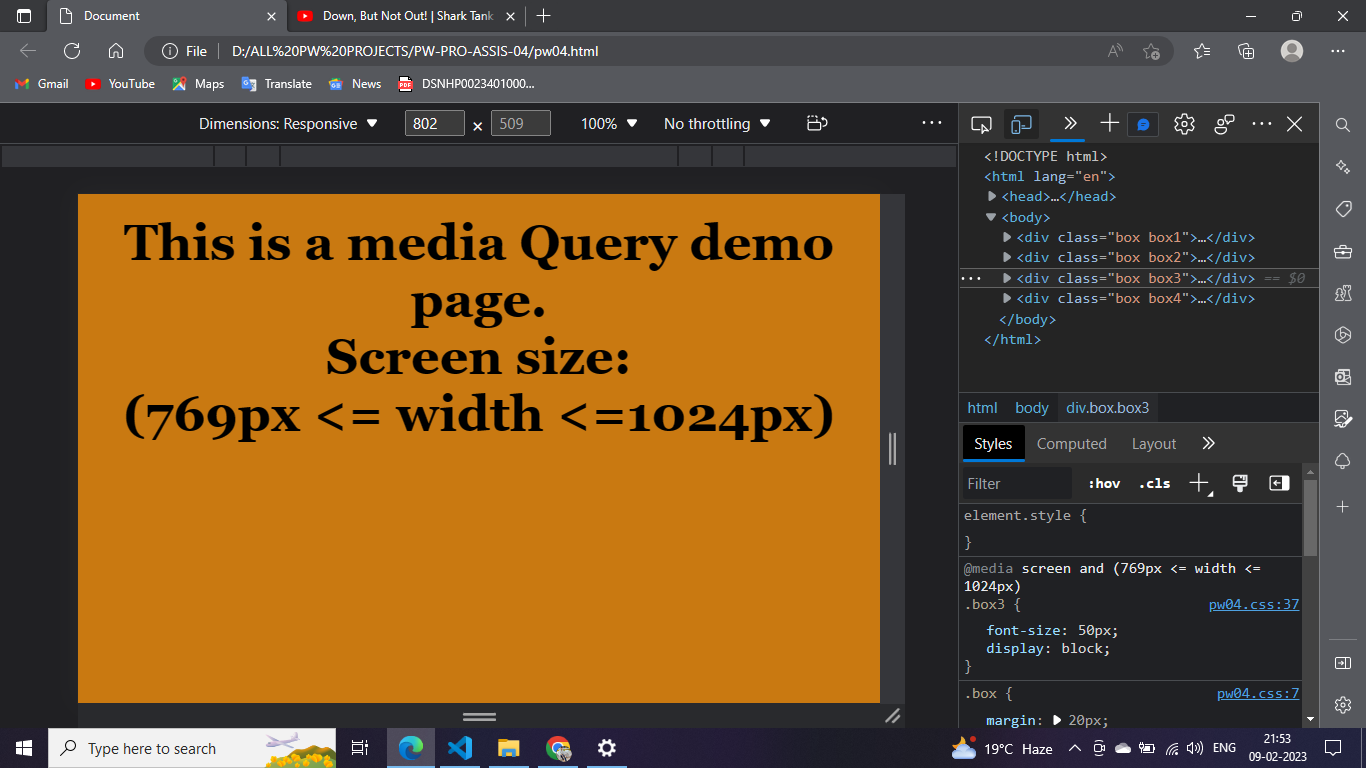 Document
Down, But Not Out! | Shark Tank
File
D:/ALL%20PW%20PROJECTS/PW-PRO-ASSIS-04/pw04.html
Gmail
YouTube
Maps
Translate
News
DSNHP0023401000...
Dimensions: Responsive
802 × 509
100%
No throttling
This is a media Query demo
page.
Screen size:
(769px <= width <=1024px)
<!DOCTYPE html>
<html lang="en">
<head>…</head>
<body>
<div class="box box1">…</div>
<div class="box box2">…</div>
<div class="box box3">…</div> == $0
<div class="box box4">…</div>
</body>
</html>
html body div.box.box3
Styles Computed Layout
Filter :hov .cls
element.style {
}
@media screen and (769px <= width <=
1024px)
.box3 { pw04.css:37
font-size: 50px;
display: block;
}
.box { pw04.css:7
margin: 20px;
Type here to search
19°C Haze
ENG
21:53
09-02-2023